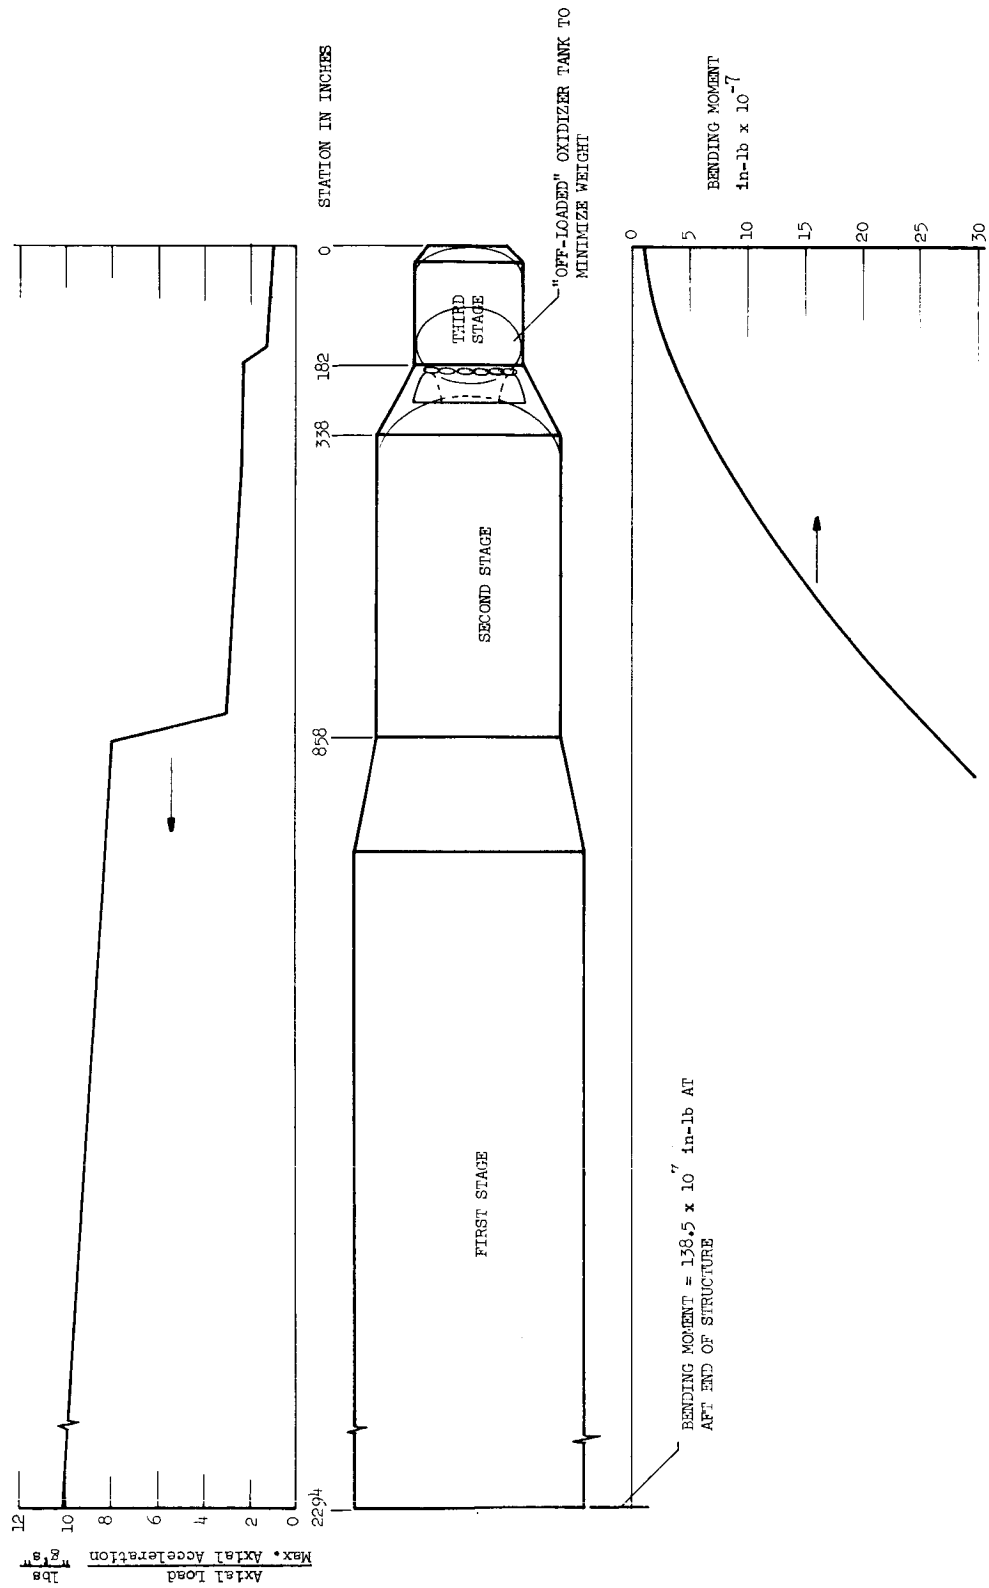 Axial Load
Max. Axial Acceleration
lbs
"g's"
12
10
8
6
4
2
0
STATION IN INCHES
2294
858
338
182
0
FIRST STAGE
SECOND STAGE
THIRD
STAGE
"OFF-LOADED" OXIDIZER TANK TO
MINIMIZE WEIGHT
BENDING MOMENT = 138.5 x 10⁷ in-lb AT
AFT END OF STRUCTURE
BENDING MOMENT
in-lb x 10⁻⁷
0
5
10
15
20
25
30